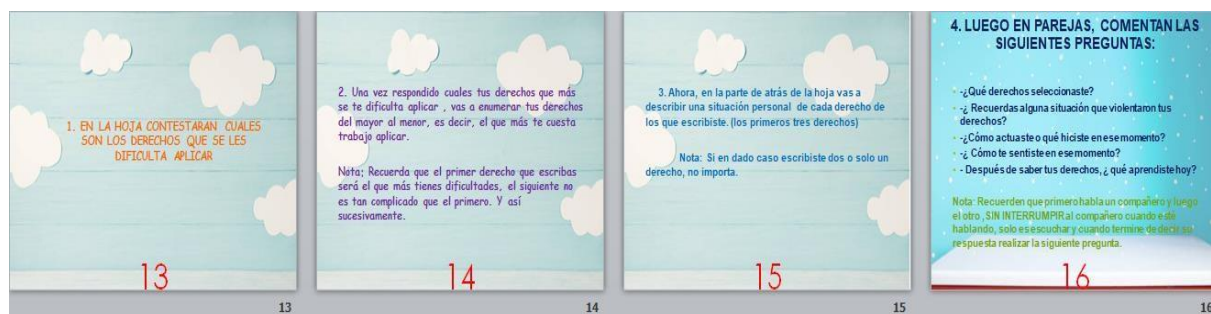 1. EN LA HOJA CONTESTARAN CUALES
SON LOS DERECHOS QUE SE LES
DIFICULTA APLICAR
13
13
2. Una vez respondido cuales tus derechos que más
se te dificulta aplicar , vas a enumerar tus derechos
del mayor al menor, es decir, el que más te cuesta
trabajo aplicar.
Nota; Recuerda que el primer derecho que escribas
será el que más tienes dificultades, el siguiente no
es tan complicado que el primero. Y así
sucesivamente.
14
14
3. Ahora, en la parte de atrás de la hoja vas a
describir una situación personal de cada derecho de
los que escribiste. (los primeros tres derechos)
Nota: Si en dado caso escribiste dos o solo un
derecho, no importa.
15
15
4. LUEGO EN PAREJAS, COMENTAN LAS
SIGUIENTES PREGUNTAS:
-¿Qué derechos seleccionaste?
-¿ Recuerdas alguna situación que violentaron tus
derechos?
-¿Cómo actuaste o qué hiciste en ese momento?
-¿ Cómo te sentiste en ese momento?
- Después de saber tus derechos, ¿ qué aprendiste hoy?
Nota: Recuerden que primero habla un compañero y luego
el otro , SIN INTERRUMPIR al compañero cuando esté
hablando, solo es escuchar y cuando termine de decir su
respuesta realizar la siguiente pregunta.
16
16